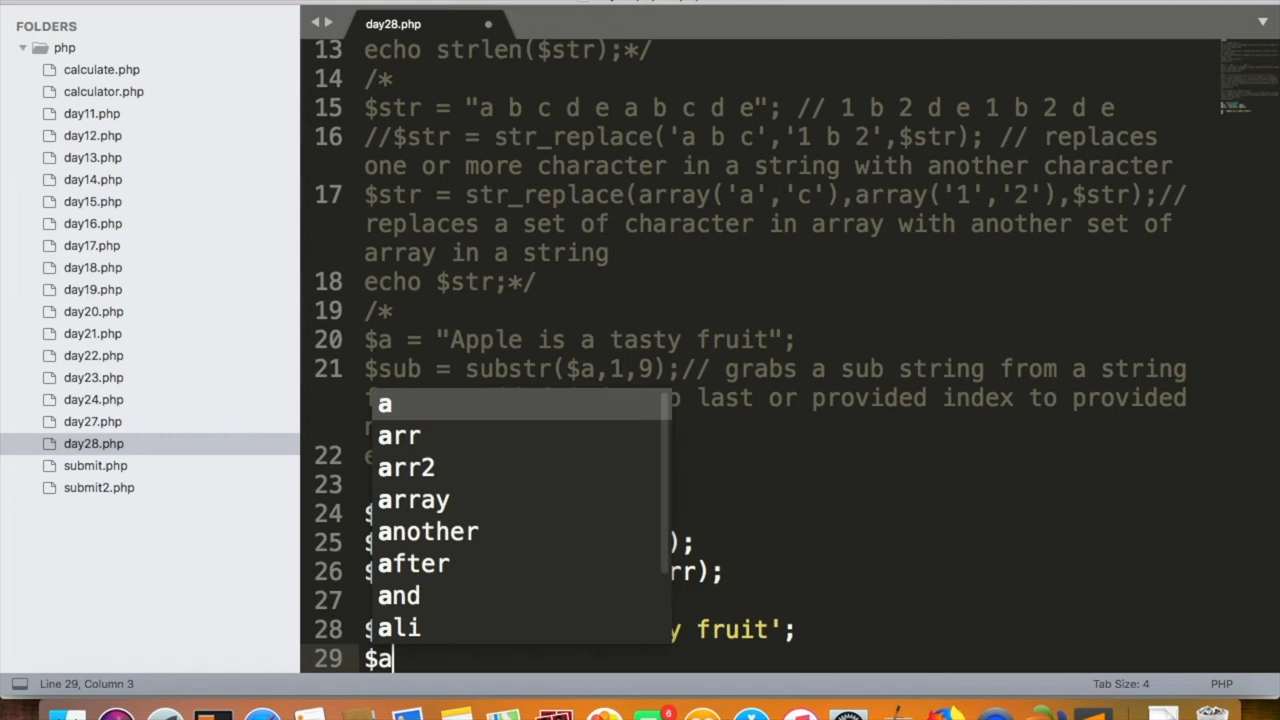 FOLDERS
php
calculate.php
calculator.php
day11.php
day12.php
day13.php
day14.php
day15.php
day16.php
day17.php
day18.php
day19.php
day20.php
day21.php
day22.php
day23.php
day24.php
day27.php
day28.php
submit.php
submit2.php
day28.php
13 echo strlen($str);*/
14 /*
15 $str = "a b c d e a b c d e"; // 1 b 2 d e 1 b 2 d e
16 //$str = str_replace('a b c','1 b 2',$str); // replaces
one or more character in a string with another character
17 $str = str_replace(array('a','c'),array('1','2'),$str);//
replaces a set of character in array with another set of
array in a string
18 echo $str;*/
19 /*
20 $a = "Apple is a tasty fruit";
21 $sub = substr($a,1,9);// grabs a sub string from a string
last or provided index to provided
22
23
24 $
25 $ );
26 $ rr);
27
28 $ y fruit';
29 $a
a
arr
arr2
array
another
after
and
ali
Line 29, Column 3
Tab Size: 4
PHP
6